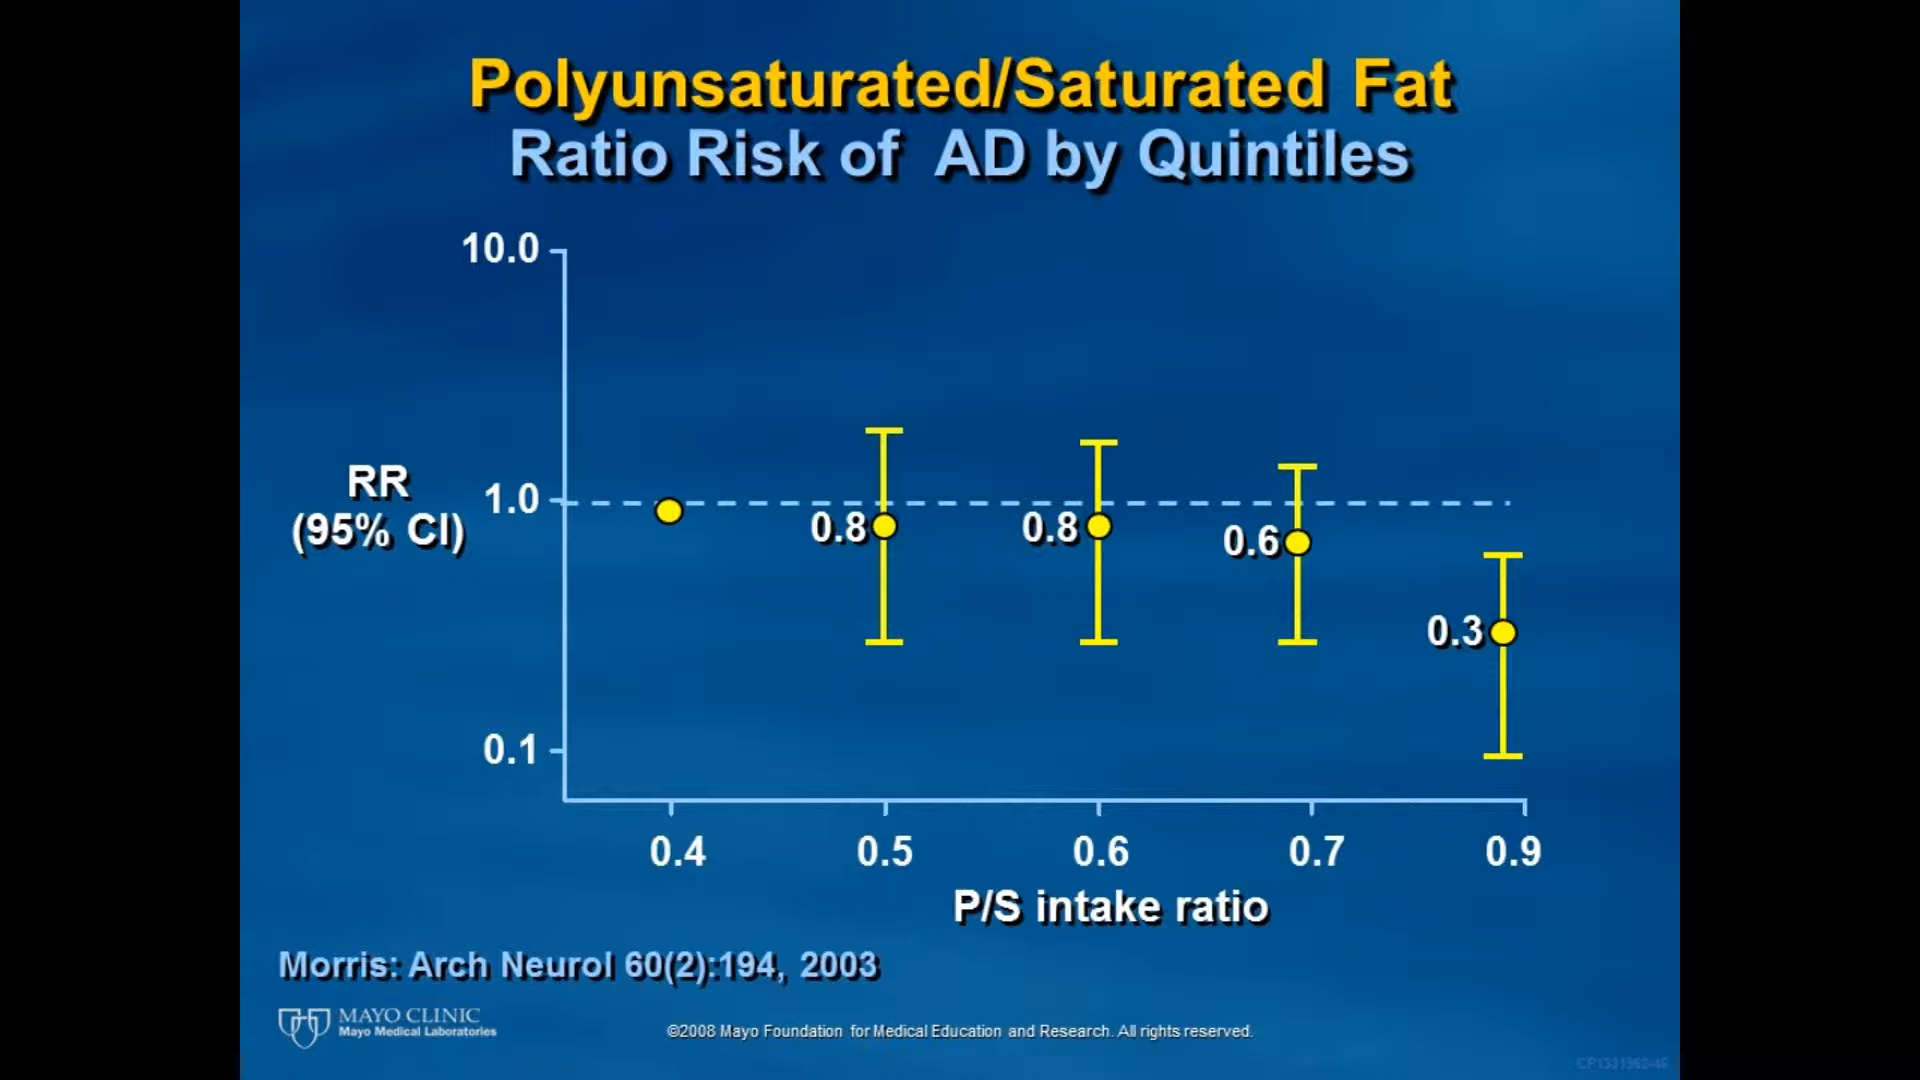 Polyunsaturated/Saturated Fat
Ratio Risk of AD by Quintiles
10.0
RR
(95% CI)
1.0
0.8
0.8
0.6
0.3
0.1
0.4 0.5 0.6 0.7 0.9
P/S intake ratio
Morris: Arch Neurol 60(2):194, 2003
MAYO CLINIC
Mayo Medical Laboratories
©2008 Mayo Foundation for Medical Education and Research. All rights reserved.